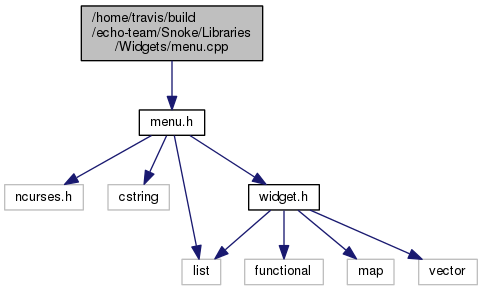 /home/travis/build
/echo-team/Snoke/Libraries
/Widgets/menu.cpp
menu.h
ncurses.h
cstring
widget.h
list
functional
map
vector